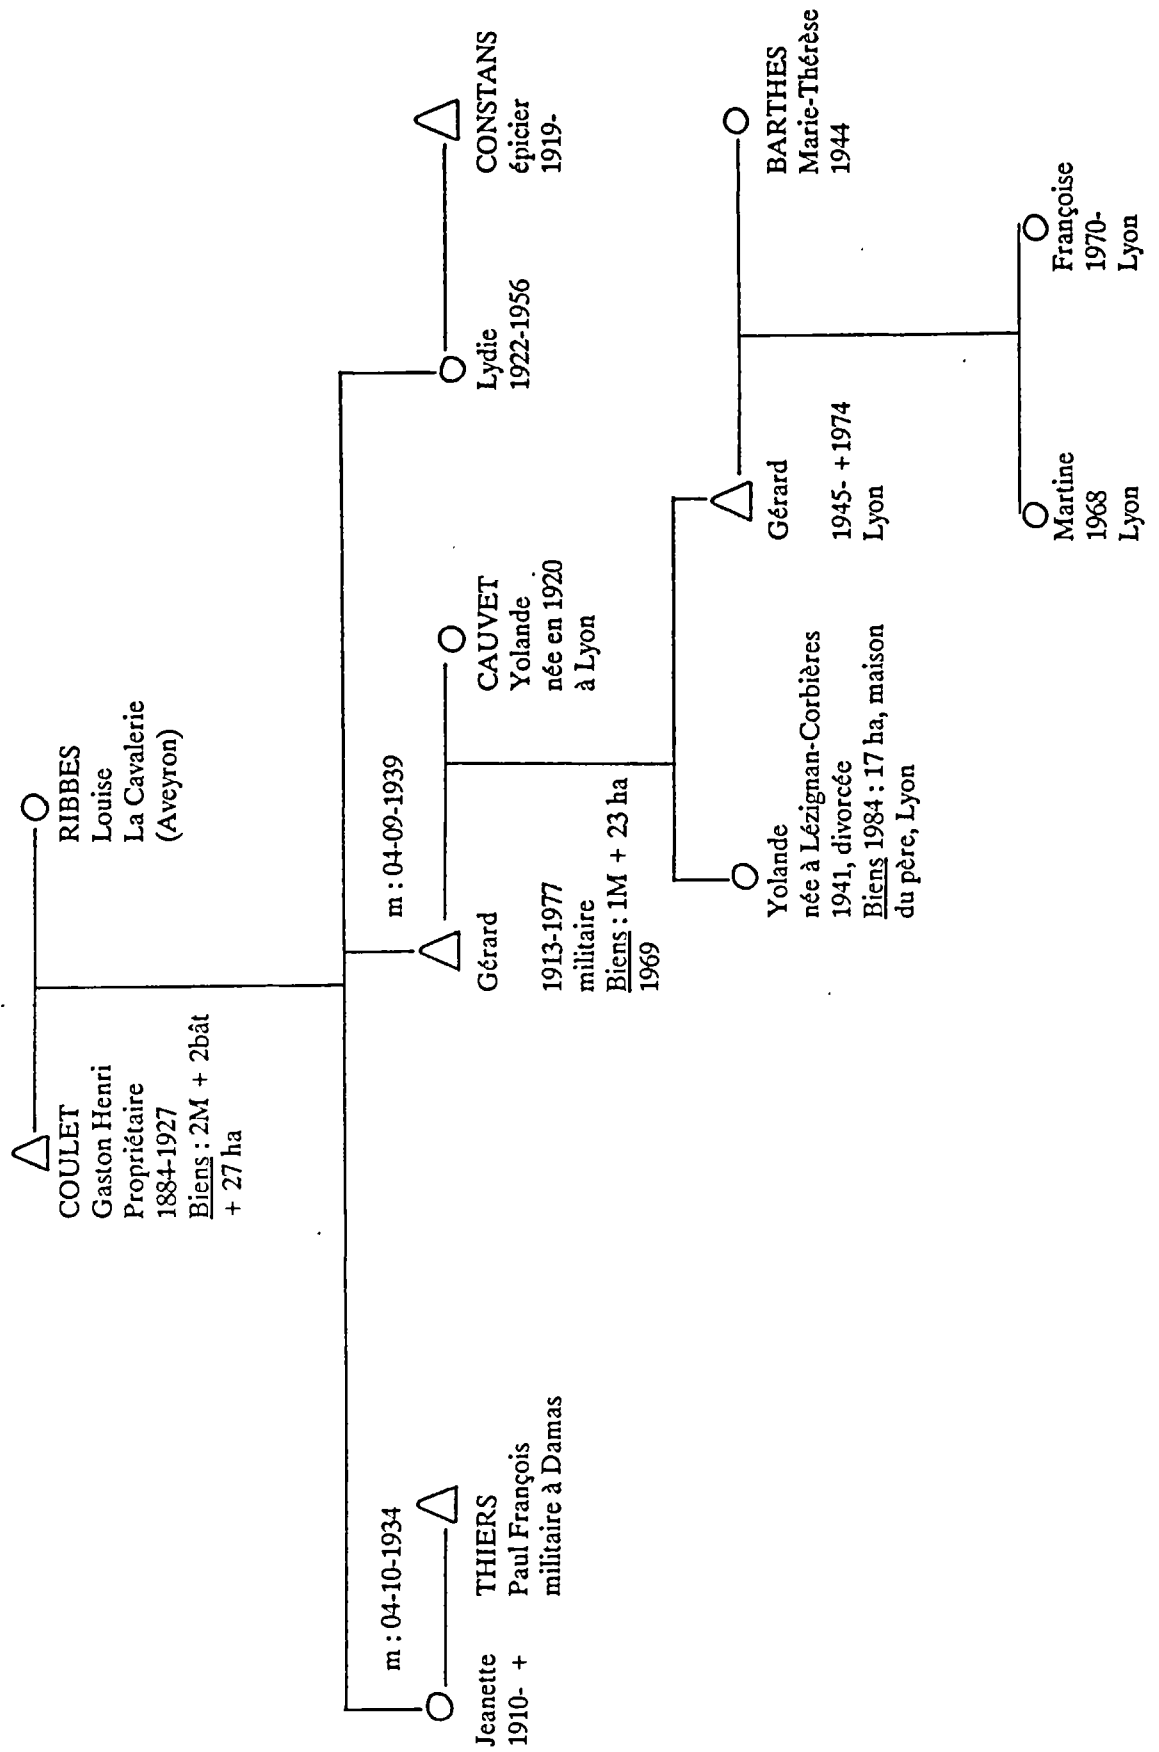 COULET
Gaston Henri
Propriétaire
1884-1927
Biens : 2M + 2bât
+ 27 ha
RIBBES
Louise
La Cavalerie
(Aveyron)
m : 04-10-1934
Jeanette
1910- +
THIERS
Paul François
militaire à Damas
m : 04-09-1939
Gérard
1913-1977
militaire
Biens : 1M + 23 ha
1969
CAUVET
Yolande
née en 1920
à Lyon
Lydie
1922-1956
CONSTANS
épicier
1919-
Yolande
née à Lézignan-Corbières
1941, divorcée
Biens 1984 : 17 ha, maison
du père, Lyon
Gérard
1945- +1974
Lyon
BARTHES
Marie-Thérèse
1944
Martine
1968
Lyon
Françoise
1970-
Lyon